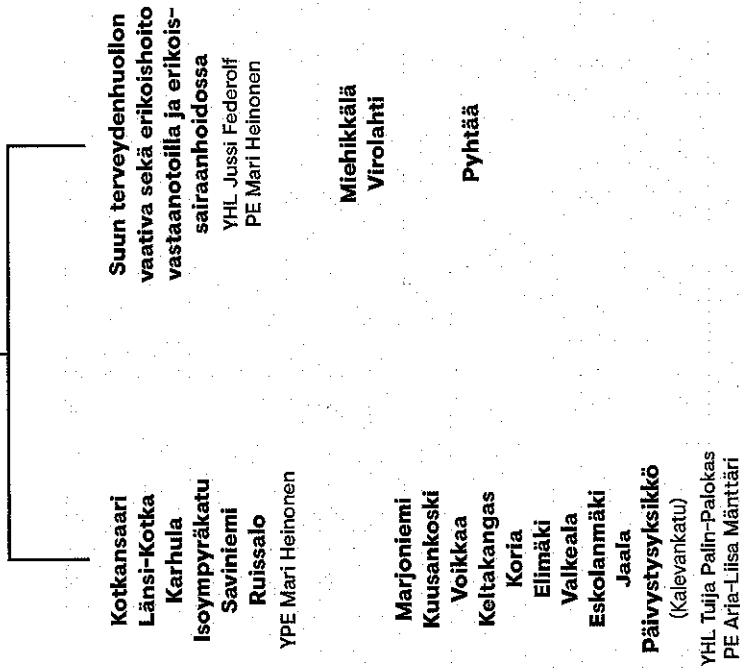 Kotkansaari
Länsi-Kotka
Karhula
Isoympyräkatu
Saviniemi
Ruissalo
YPE Mari Heinonen
Marjoniemi
Kuusankoski
Voikkaa
Keltakangas
Koria
Elimäki
Valkeala
Eskolanmäki
Jaala
Päivystysyksikkö
(Kalevankatu)
YHL Tuija Palin-Palokas
PE Arja-Liisa Mänttäri
Suun terveydenhuollon
vaativa sekä erikoishoito
vastaanotoilla ja erikois-
sairaanhoidossa
YHL Jussi Federolf
PE Mari Heinonen
Miehikkälä
Virolahti
Pyhtää